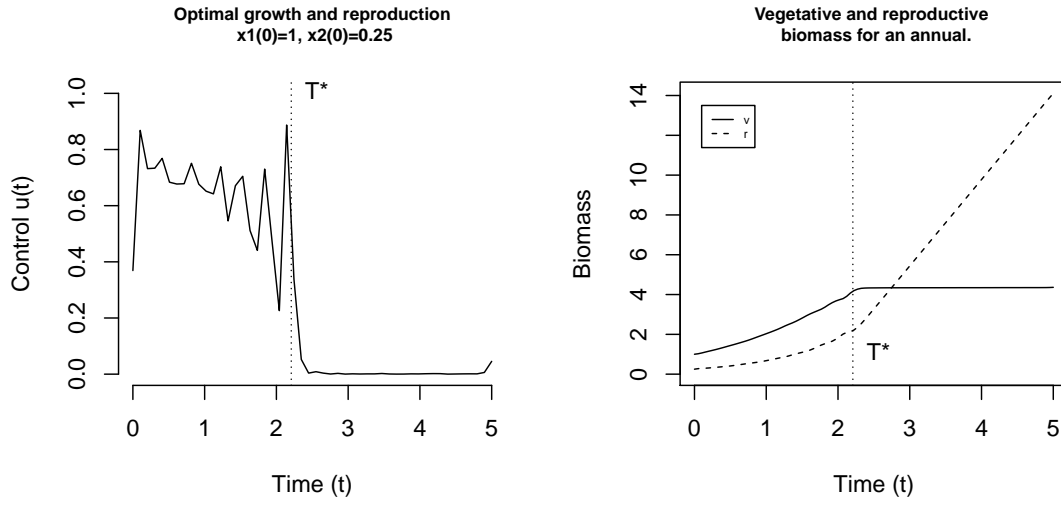 Optimal growth and reproduction
x1(0)=1, x2(0)=0.25
T*
Control u(t)
1.0
0.8
0.6
0.4
0.2
0.0
0 1 2 3 4 5
Time (t)
Vegetative and reproductive
biomass for an annual.
v
r
T*
Biomass
14
10
8
6
4
2
0
0 1 2 3 4 5
Time (t)